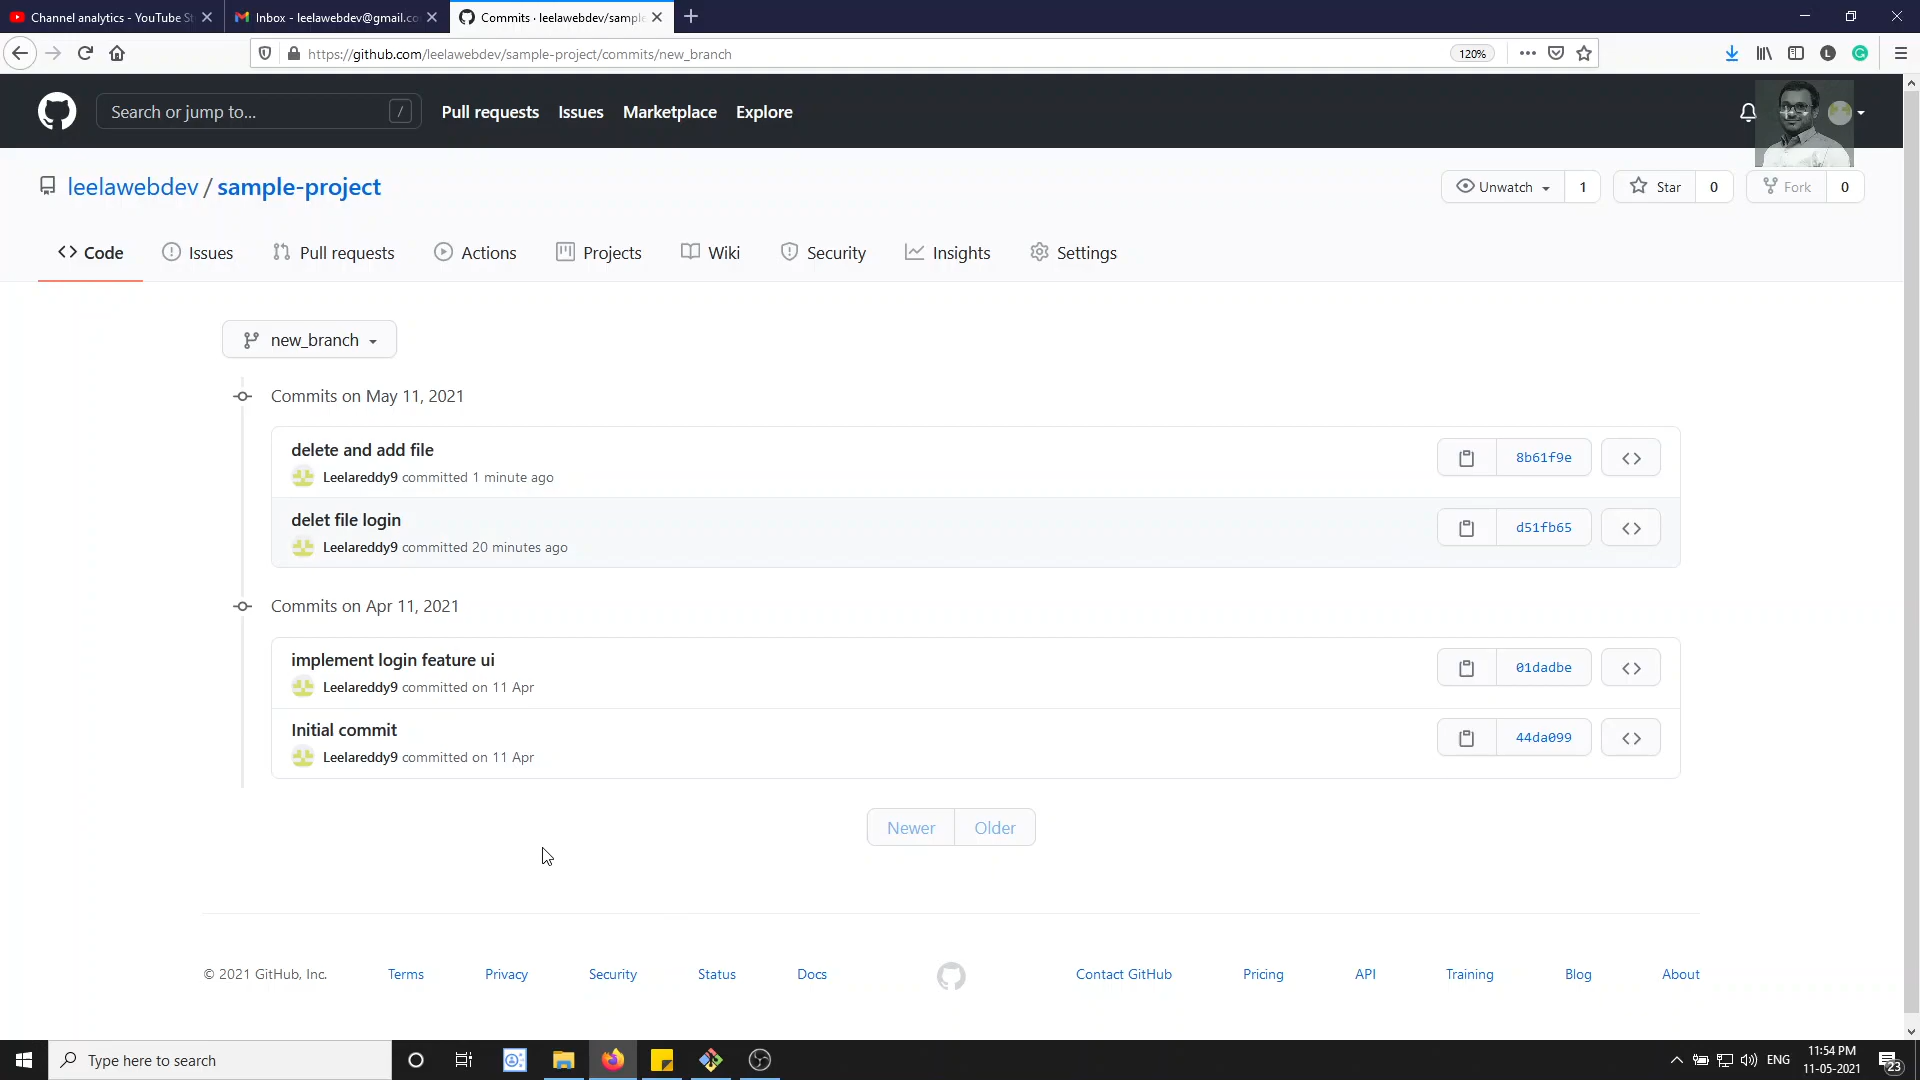 Channel analytics - YouTube St
Inbox - leelawebdev@gmail.co
Commits · leelawebdev/sample
https://github.com/leelawebdev/sample-project/commits/new_branch
120%
Search or jump to...
/
Pull requests
Issues
Marketplace
Explore
leelawebdev / sample-project
Unwatch
1
Star
0
Fork
0
Code
Issues
Pull requests
Actions
Projects
Wiki
Security
Insights
Settings
new_branch
Commits on May 11, 2021
delete and add file
8b61f9e
Leelareddy9 committed 1 minute ago
delet file login
d51fb65
Leelareddy9 committed 20 minutes ago
Commits on Apr 11, 2021
implement login feature ui
01dadbe
Leelareddy9 committed on 11 Apr
Initial commit
44da099
Leelareddy9 committed on 11 Apr
Newer
Older
© 2021 GitHub, Inc.
Terms
Privacy
Security
Status
Docs
Contact GitHub
Pricing
API
Training
Blog
About
Type here to search
ENG
11:54 PM
11-05-2021
23